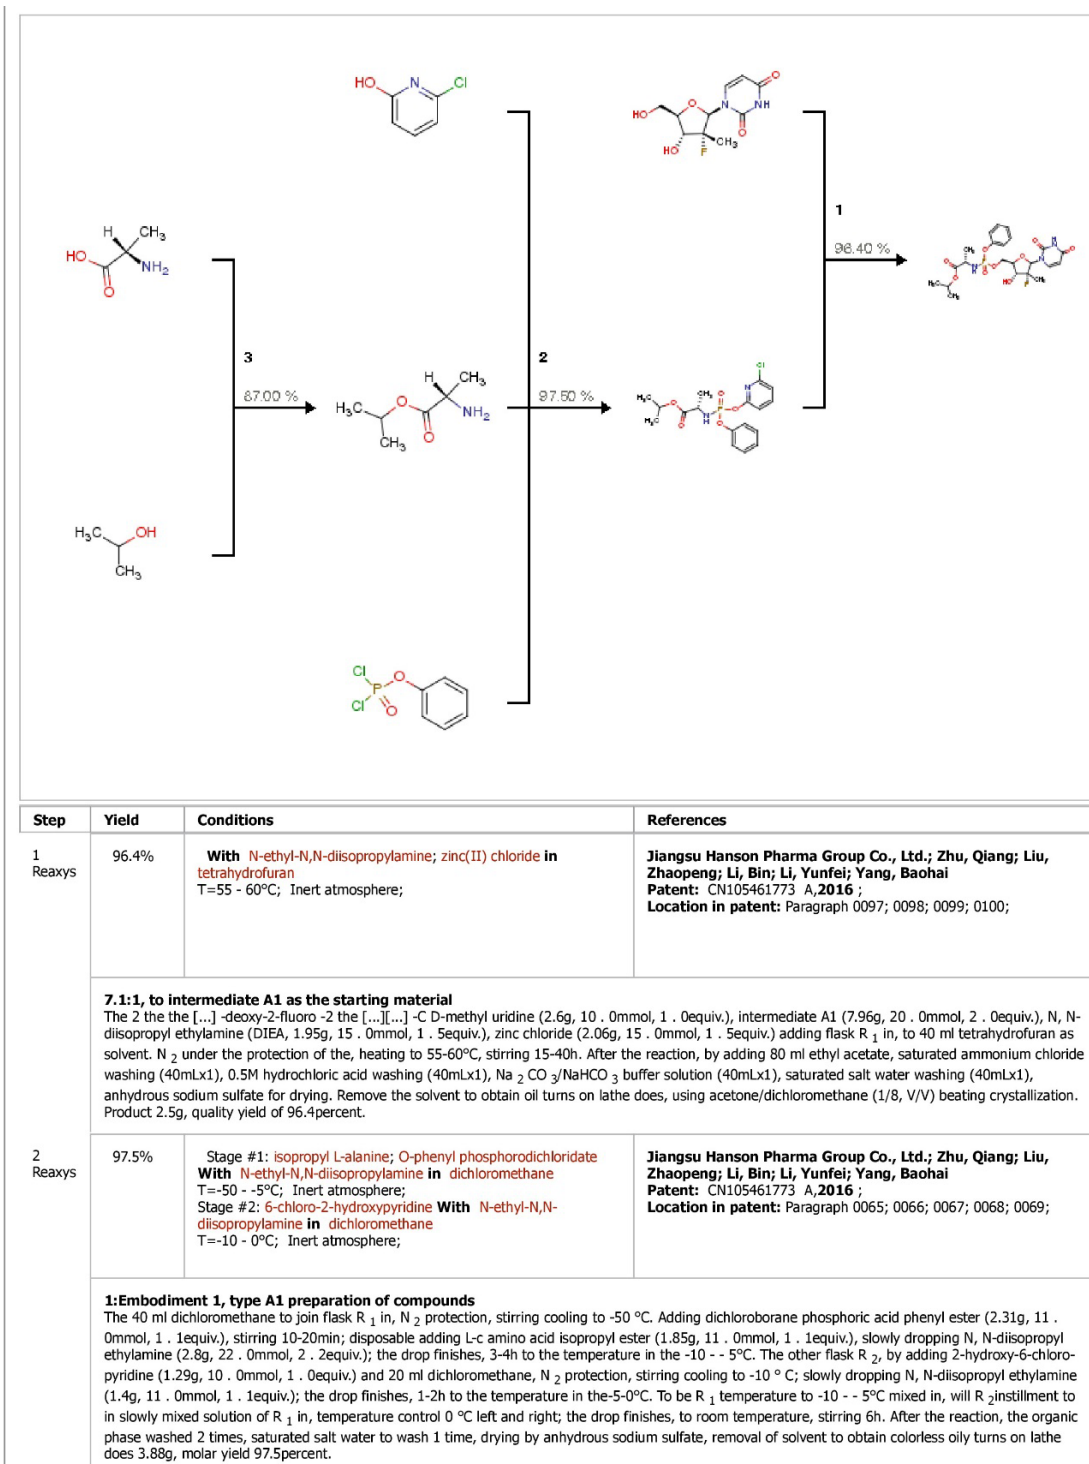 HO N Cl
HO O N NH O O
HO F CH3
1
96.40 %
H CH3
HO O NH2
CH3 O O N O
O N P O O N
H3C O H O HO F CH3
CH3
3
87.00 %
H CH3
H3C O O NH2
CH3
2
97.50 %
Cl
H3C O CH3 O N
CH3 O N P O
H O
H3C OH
CH3
Cl O
Cl P O
Step Yield Conditions References
1 96.4% With N-ethyl-N,N-diisopropylamine; zinc(II) chloride in
Reaxys tetrahydrofuran
T=55 - 60°C; Inert atmosphere;
Jiangsu Hanson Pharma Group Co., Ltd.; Zhu, Qiang; Liu,
Zhaopeng; Li, Bin; Li, Yunfei; Yang, Baohai
Patent: CN105461773 A,2016 ;
Location in patent: Paragraph 0097; 0098; 0099; 0100;
7.1:1, to intermediate A1 as the starting material
The 2 the the [...] -deoxy-2-fluoro -2 the [...][...] -C D-methyl uridine (2.6g, 10 . 0mmol, 1 . 0equiv.), intermediate A1 (7.96g, 20 . 0mmol, 2 . 0equiv.), N, N-
diisopropyl ethylamine (DIEA, 1.95g, 15 . 0mmol, 1 . 5equiv.), zinc chloride (2.06g, 15 . 0mmol, 1 . 5equiv.) adding flask R 1 in, to 40 ml tetrahydrofuran as
solvent. N 2 under the protection of the, heating to 55-60°C, stirring 15-40h. After the reaction, by adding 80 ml ethyl acetate, saturated ammonium chloride
washing (40mLx1), 0.5M hydrochloric acid washing (40mLx1), Na 2 CO 3/NaHCO 3 buffer solution (40mLx1), saturated salt water washing (40mLx1),
anhydrous sodium sulfate for drying. Remove the solvent to obtain oil turns on lathe does, using acetone/dichloromethane (1/8, V/V) beating crystallization.
Product 2.5g, quality yield of 96.4percent.
2 97.5% Stage #1: isopropyl L-alanine; O-phenyl phosphorodichloridate
Reaxys With N-ethyl-N,N-diisopropylamine in dichloromethane
T=-50 - -5°C; Inert atmosphere;
Stage #2: 6-chloro-2-hydroxypyridine With N-ethyl-N,N-
diisopropylamine in dichloromethane
T=-10 - 0°C; Inert atmosphere;
Jiangsu Hanson Pharma Group Co., Ltd.; Zhu, Qiang; Liu,
Zhaopeng; Li, Bin; Li, Yunfei; Yang, Baohai
Patent: CN105461773 A,2016 ;
Location in patent: Paragraph 0065; 0066; 0067; 0068; 0069;
1:Embodiment 1, type A1 preparation of compounds
The 40 ml dichloromethane to join flask R 1 in, N 2 protection, stirring cooling to -50 °C. Adding dichloroborane phosphoric acid phenyl ester (2.31g, 11 .
0mmol, 1 . 1equiv.), stirring 10-20min; disposable adding L-c amino acid isopropyl ester (1.85g, 11 . 0mmol, 1 . 1equiv.), slowly dropping N, N-diisopropyl
ethylamine (2.8g, 22 . 0mmol, 2 . 2equiv.); the drop finishes, 3-4h to the temperature in the -10 - - 5°C. The other flask R 2, by adding 2-hydroxy-6-chloro-
pyridine (1.29g, 10 . 0mmol, 1 . 0equiv.) and 20 ml dichloromethane, N 2 protection, stirring cooling to -10 ° C; slowly dropping N, N-diisopropyl ethylamine
(1.4g, 11 . 0mmol, 1 . 1equiv.); the drop finishes, 1-2h to the temperature in the-5-0°C. To be R 1 temperature to -10 - - 5°C mixed in, will R 2instillment to
in slowly mixed solution of R 1 in, temperature control 0 °C left and right; the drop finishes, to room temperature, stirring 6h. After the reaction, the organic
phase washed 2 times, saturated salt water to wash 1 time, drying by anhydrous sodium sulfate, removal of solvent to obtain colorless oily turns on lathe
does 3.88g, molar yield 97.5percent.